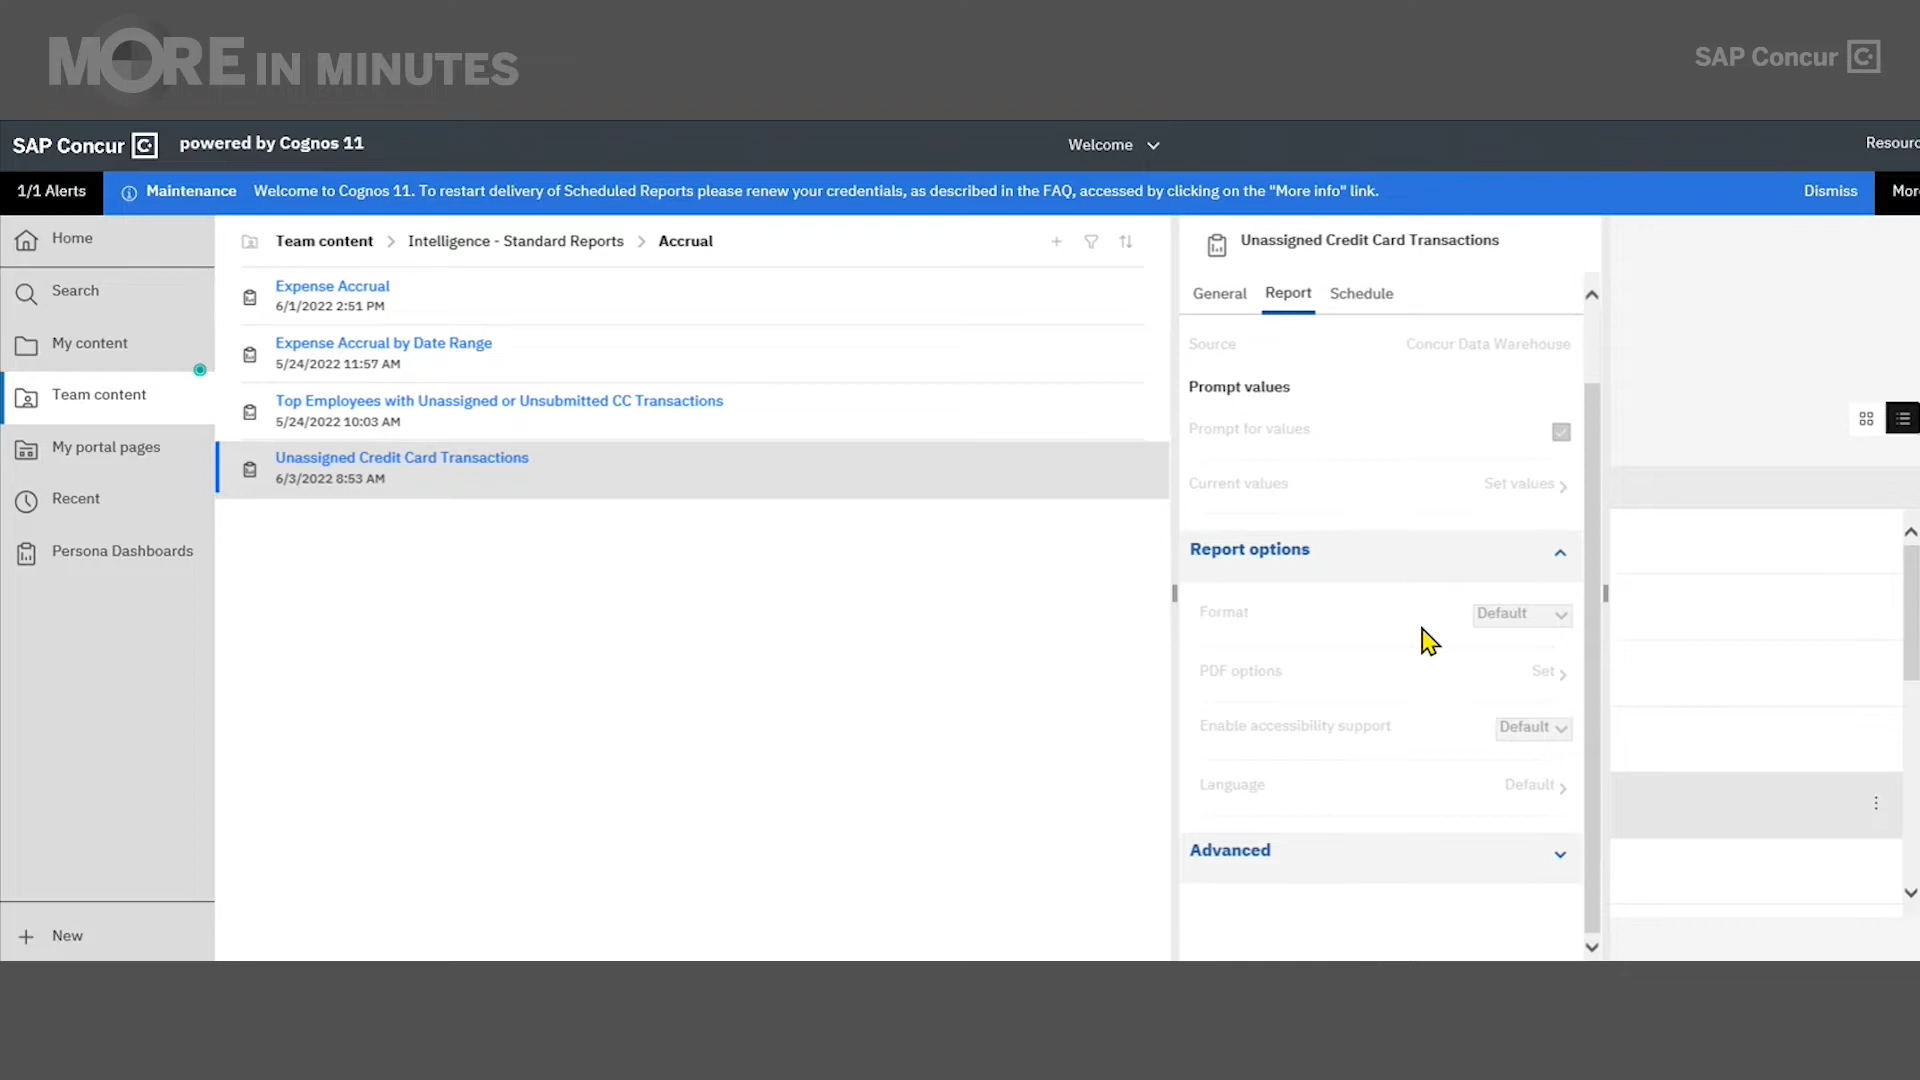 MORE IN MINUTES
SAP Concur
SAP Concur powered by Cognos 11
Welcome
Resourc
1/1 Alerts
Maintenance Welcome to Cognos 11. To restart delivery of Scheduled Reports please renew your credentials, as described in the FAQ, accessed by clicking on the "More info" link.
Dismiss
Mor
Home
Search
My content
Team content
My portal pages
Recent
Persona Dashboards
New
Team content > Intelligence - Standard Reports > Accrual
Expense Accrual
6/1/2022 2:51 PM
Expense Accrual by Date Range
5/24/2022 11:57 AM
Top Employees with Unassigned or Unsubmitted CC Transactions
5/24/2022 10:03 AM
Unassigned Credit Card Transactions
6/3/2022 8:53 AM
Unassigned Credit Card Transactions
General Report Schedule
Source Concur Data Warehouse
Prompt values
Prompt for values
Current values Set values
Report options
Format Default
PDF options Set
Enable accessibility support Default
Language Default
Advanced